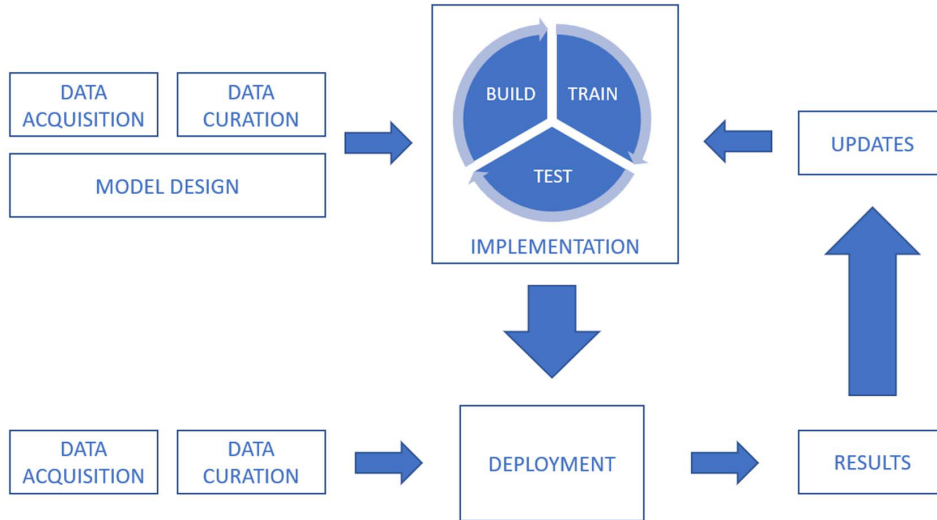 DATA
ACQUISITION
DATA
CURATION
MODEL DESIGN
BUILD
TRAIN
TEST
IMPLEMENTATION
UPDATES
DATA
ACQUISITION
DATA
CURATION
DEPLOYMENT
RESULTS